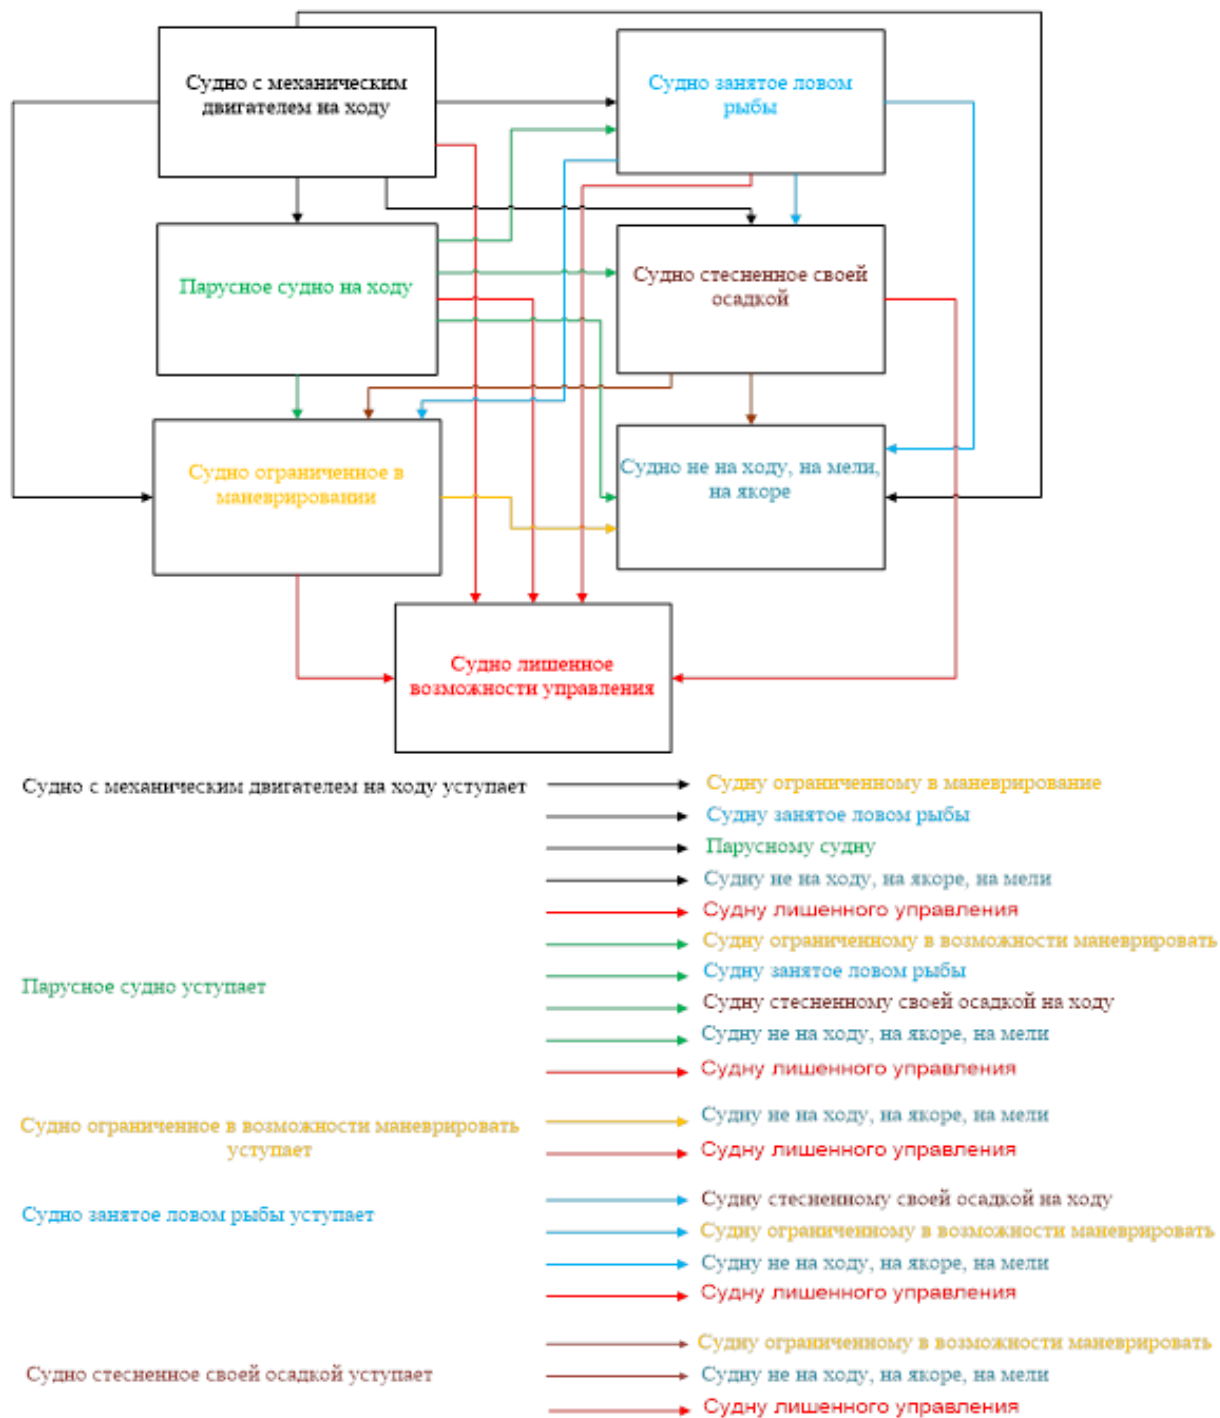 Судно с механическим
двигателем на ходу
Судно занятое ловом
рыбы
Парусное судно на ходу
Судно стесненное своей
осадкой
Судно ограниченное в
маневрировании
Судно не на ходу, на мели,
на якоре
Судно лишенное
возможности управления
Судно с механическим двигателем на ходу уступает
Судну ограниченному в маневрирование
Судну занятое ловом рыбы
Парусному судну
Судну не на ходу, на якоре, на мели
Судну лишенного управления
Парусное судно уступает
Судну ограниченному в возможности маневрировать
Судну занятое ловом рыбы
Судну стесненному своей осадкой на ходу
Судну не на ходу, на якоре, на мели
Судну лишенного управления
Судно ограниченное в возможности маневрировать
уступает
Судну не на ходу, на якоре, на мели
Судну лишенного управления
Судно занятое ловом рыбы уступает
Судну стесненному своей осадкой на ходу
Судну ограниченному в возможности маневрировать
Судну не на ходу, на якоре, на мели
Судну лишенного управления
Судно стесненное своей осадкой уступает
Судну ограниченному в возможности маневрировать
Судну не на ходу, на якоре, на мели
Судну лишенного управления